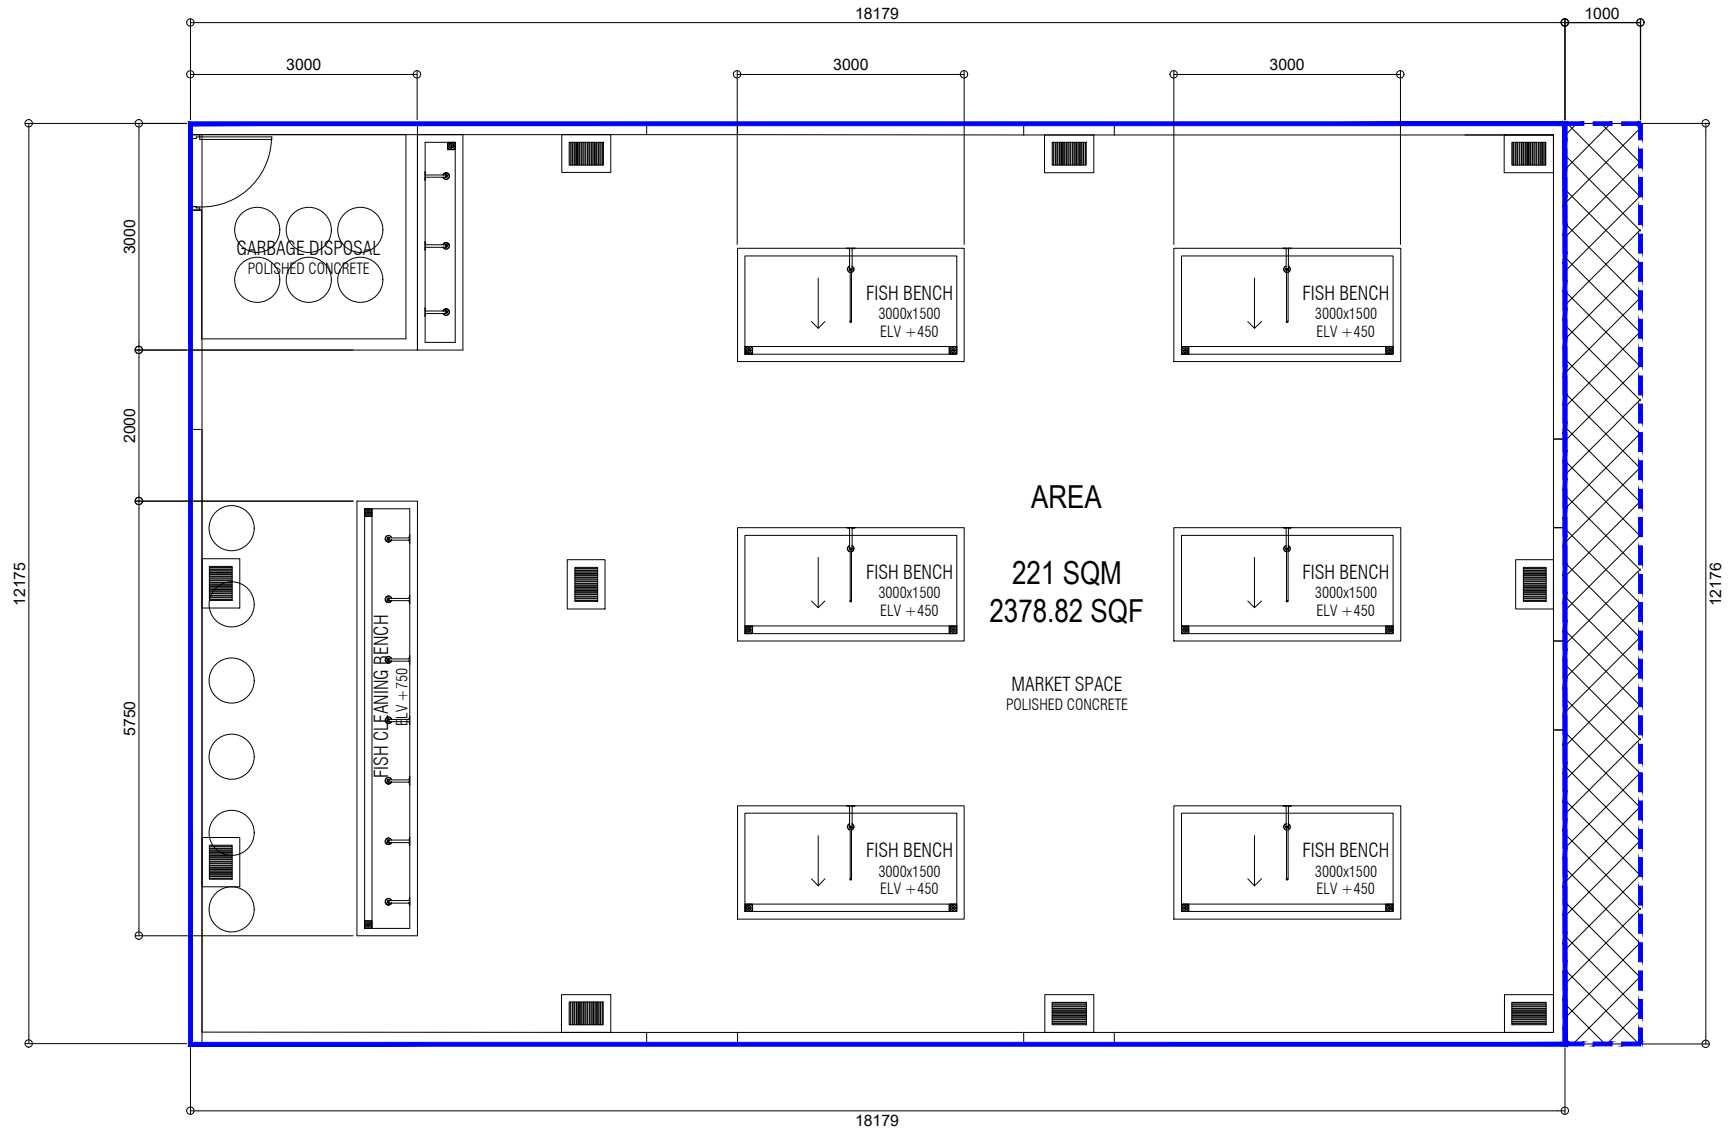 18179
1000
3000
3000
3000
3000
GARBAGE DISPOSAL
POLISHED CONCRETE
FISH BENCH
3000x1500
ELV +450
FISH BENCH
3000x1500
ELV +450
2000
AREA
221 SQM
2378.82 SQF
FISH BENCH
3000x1500
ELV +450
FISH BENCH
3000x1500
ELV +450
12175
12176
FISH CLEANING BENCH
ELV +750
5750
MARKET SPACE
POLISHED CONCRETE
FISH BENCH
3000x1500
ELV +450
FISH BENCH
3000x1500
ELV +450
18179